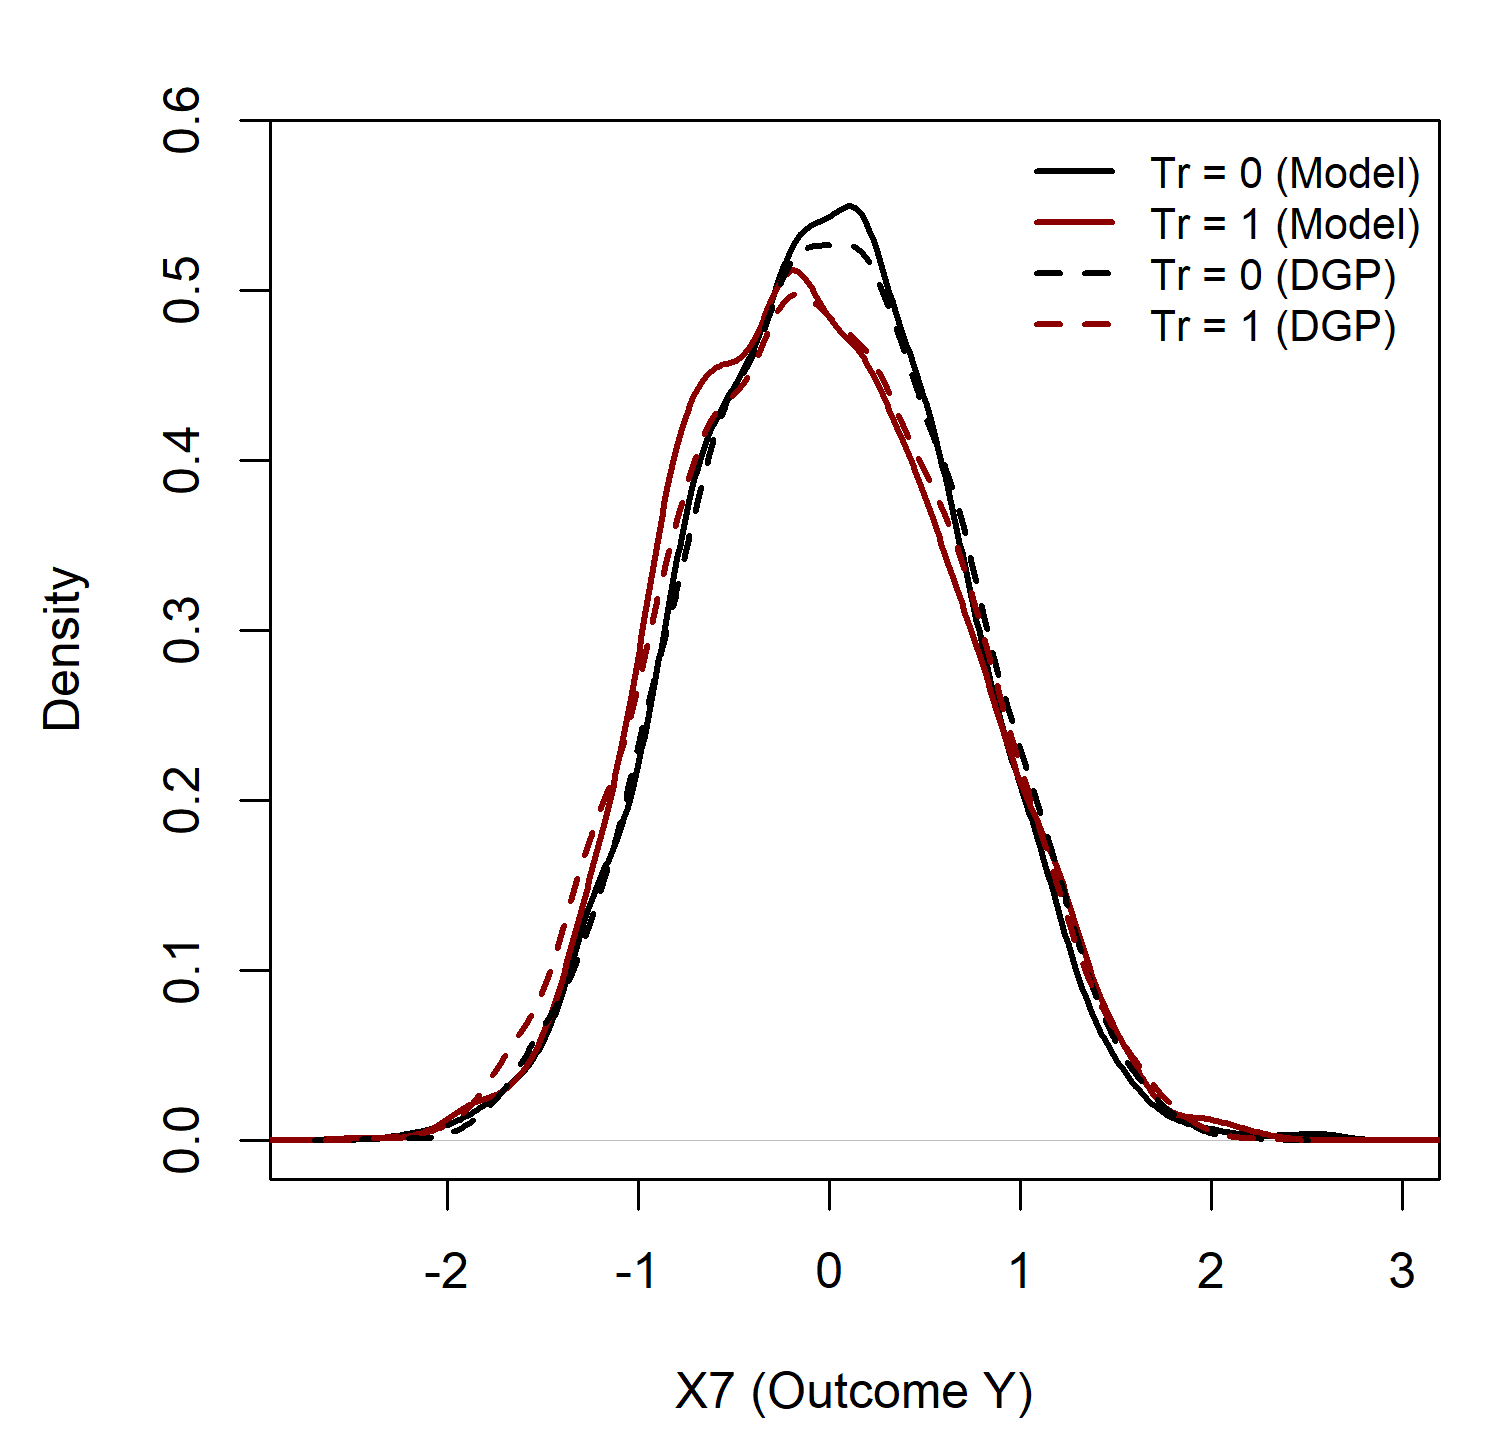 0.6
0.5
0.4
0.3
0.2
0.1
0.0
Density
Tr = 0 (Model)
Tr = 1 (Model)
Tr = 0 (DGP)
Tr = 1 (DGP)
-2 -1 0 1 2 3
X7 (Outcome Y)